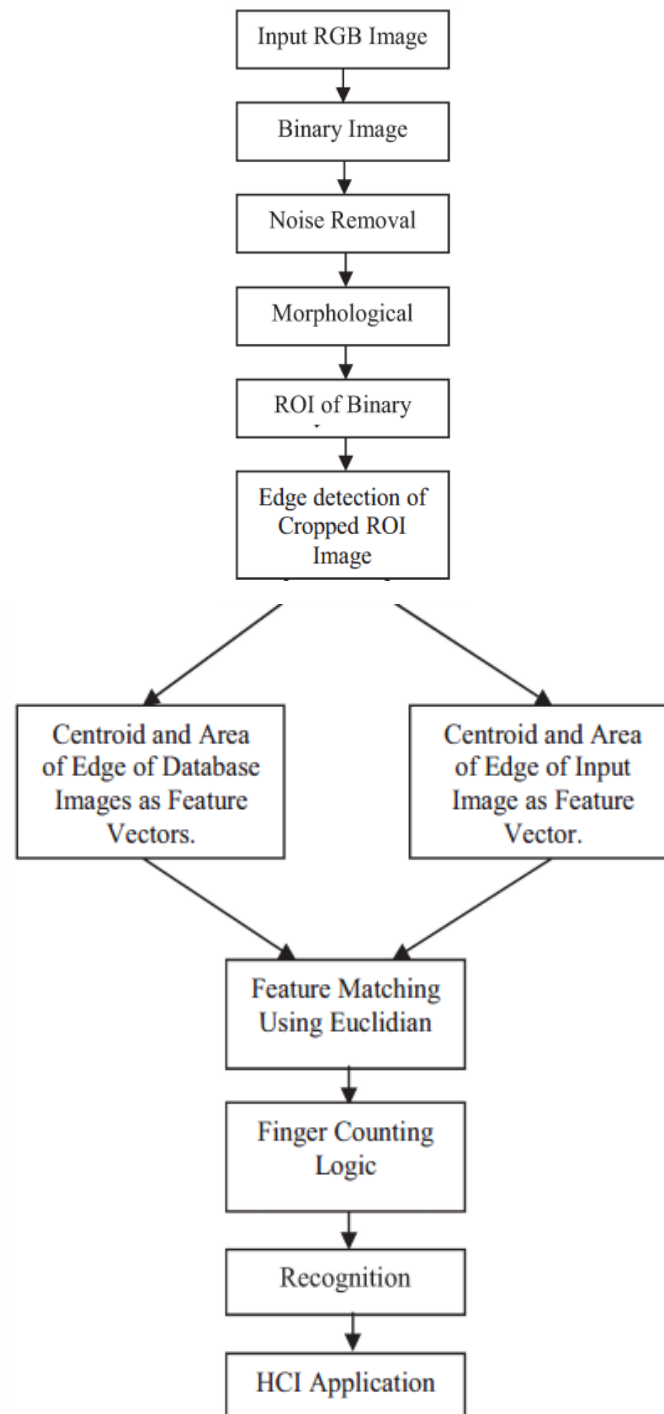 Input RGB Image
Binary Image
Noise Removal
Morphological
ROI of Binary
Edge detection of
Cropped ROI
Image
Centroid and Area
of Edge of Database
Images as Feature
Vectors.
Centroid and Area
of Edge of Input
Image as Feature
Vector.
Feature Matching
Using Euclidian
Finger Counting
Logic
Recognition
HCI Application